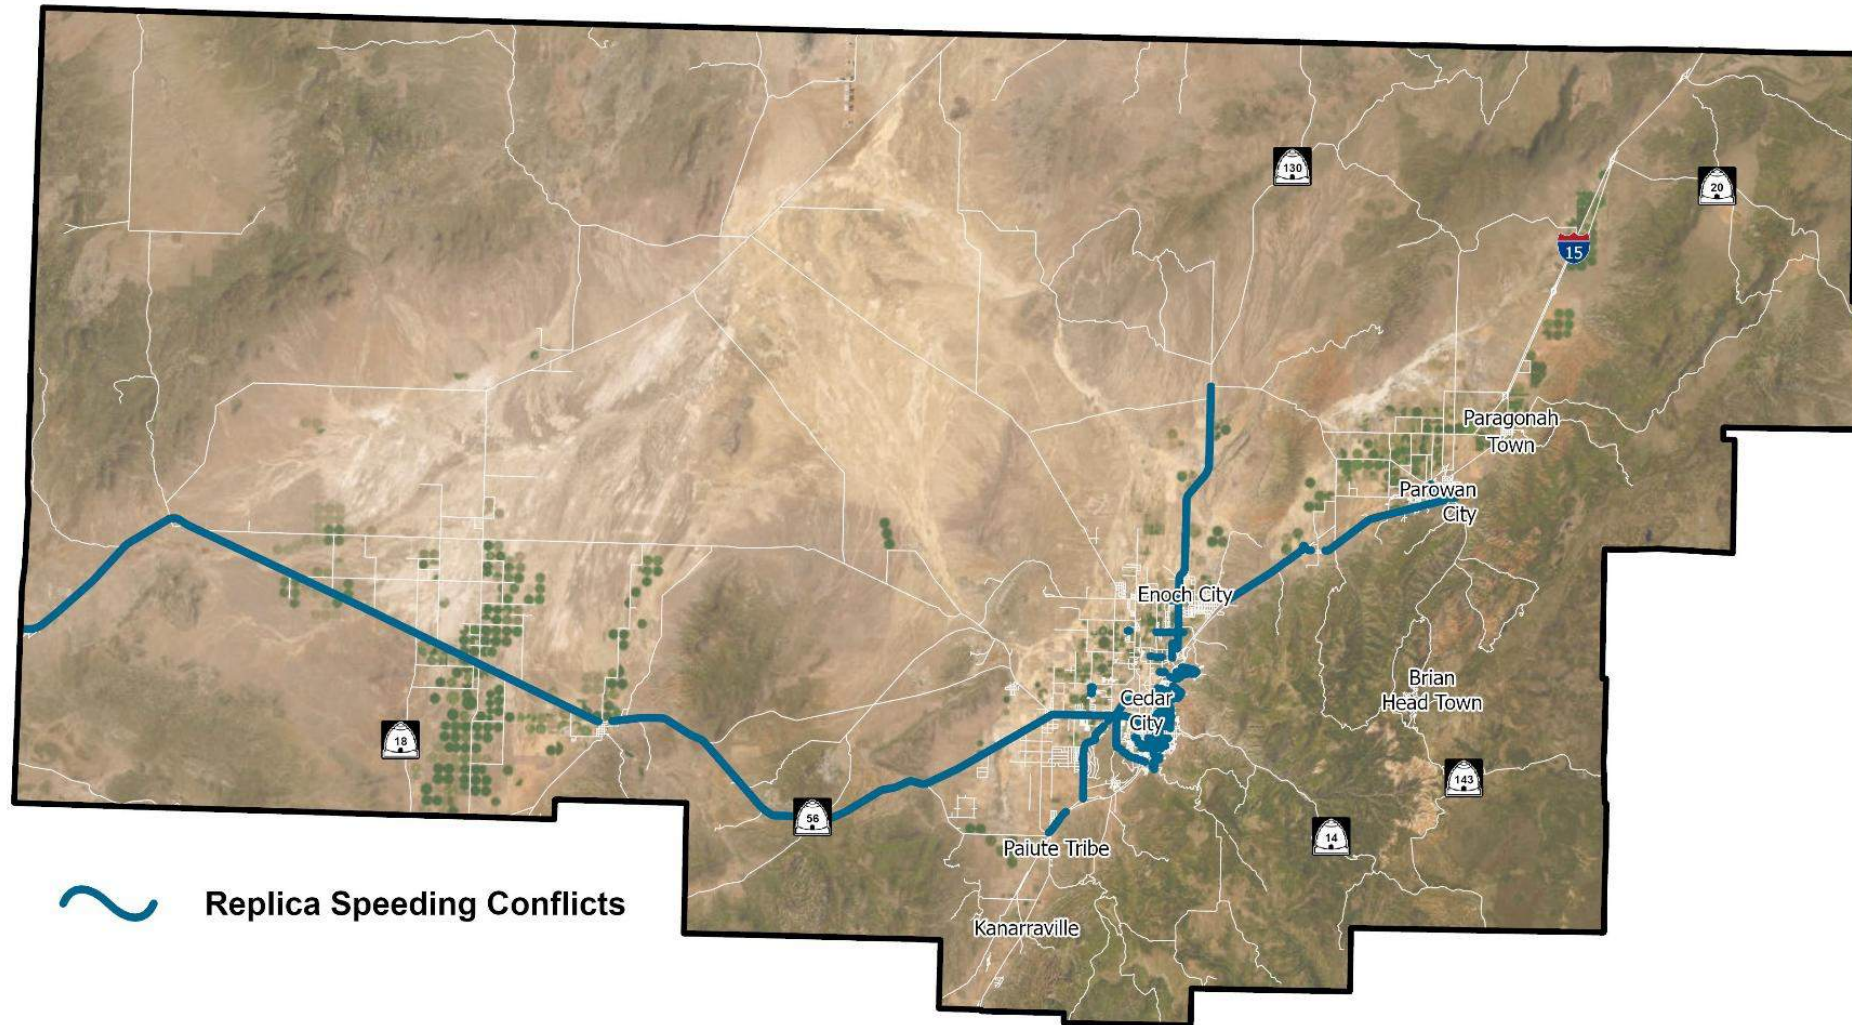 130
20
15
Paragonah
Town
Parowan
City
Enoch City
Brian
Head Town
Cedar
City
18
143
56
14
Paiute Tribe
Replica Speeding Conflicts
Kanarraville